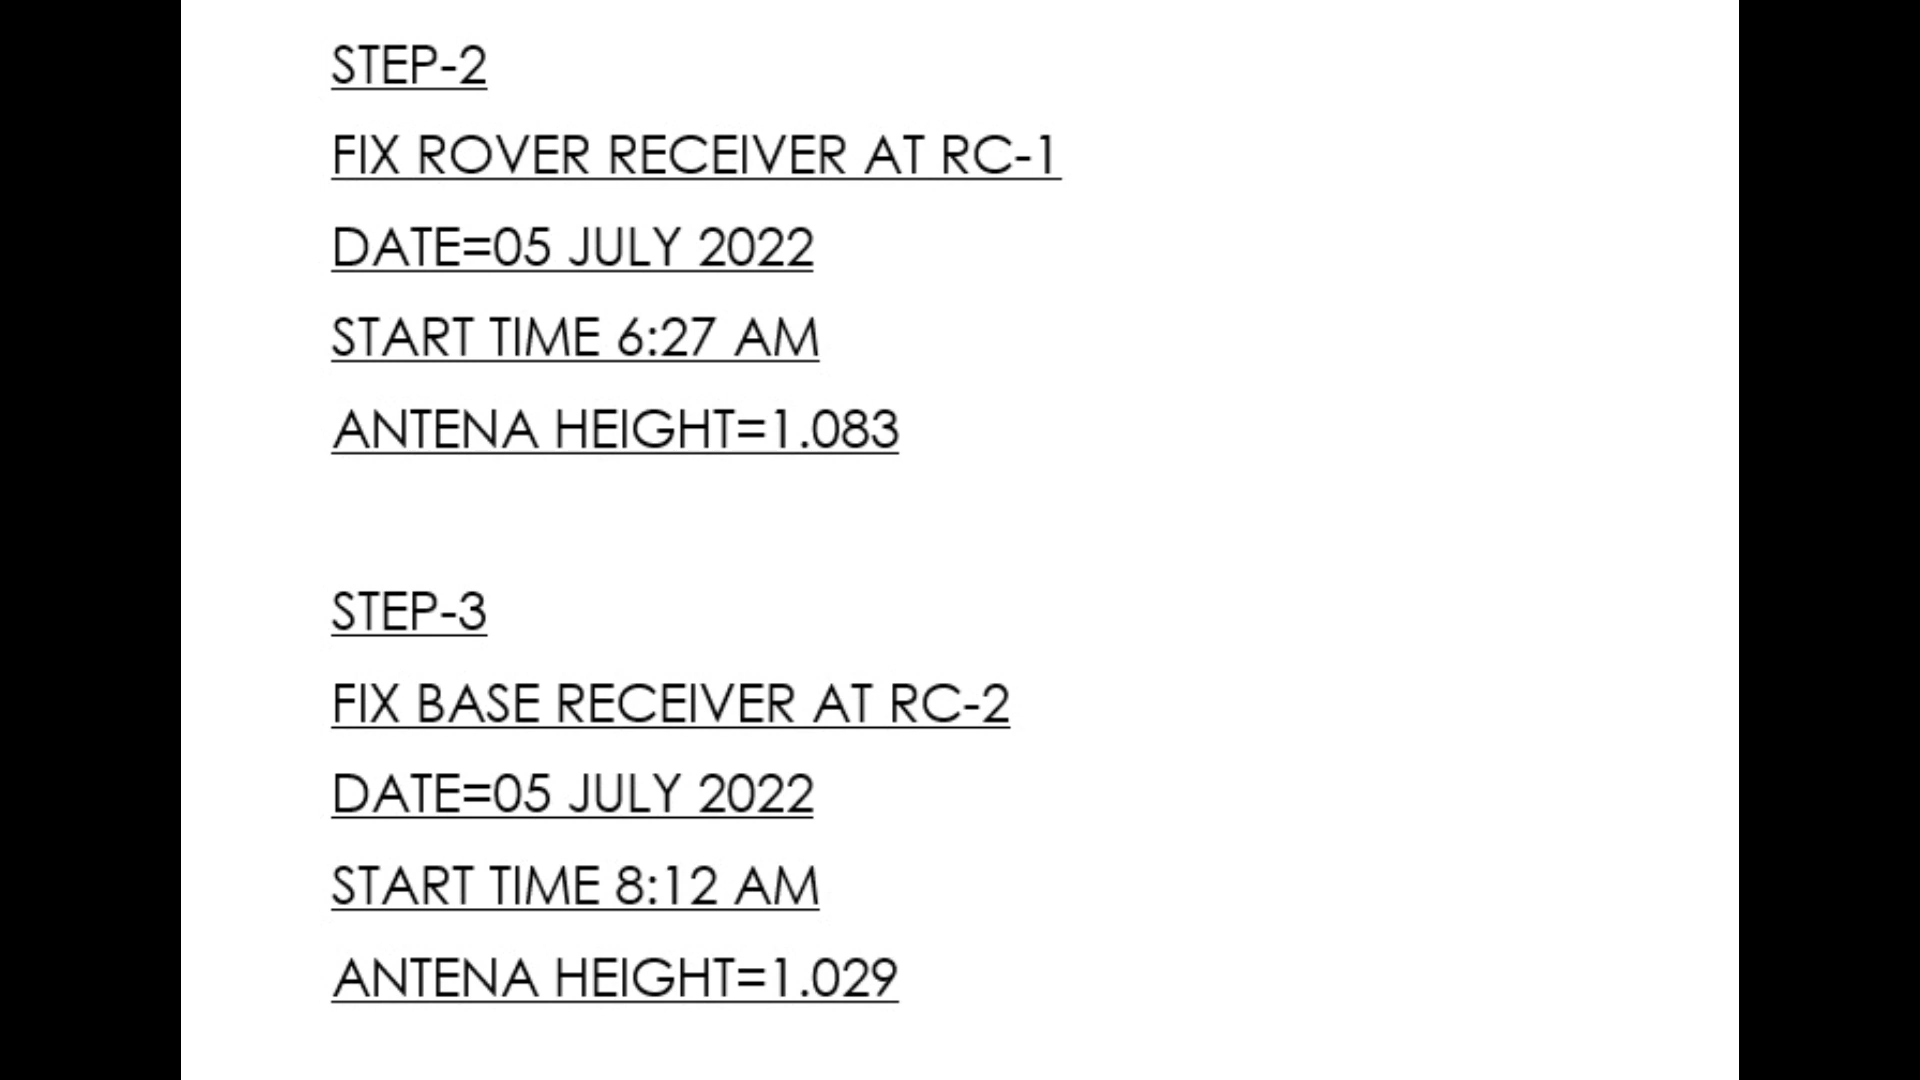 STEP-2
FIX ROVER RECEIVER AT RC-1
DATE=05 JULY 2022
START TIME 6:27 AM
ANTENA HEIGHT=1.083
STEP-3
FIX BASE RECEIVER AT RC-2
DATE=05 JULY 2022
START TIME 8:12 AM
ANTENA HEIGHT=1.029